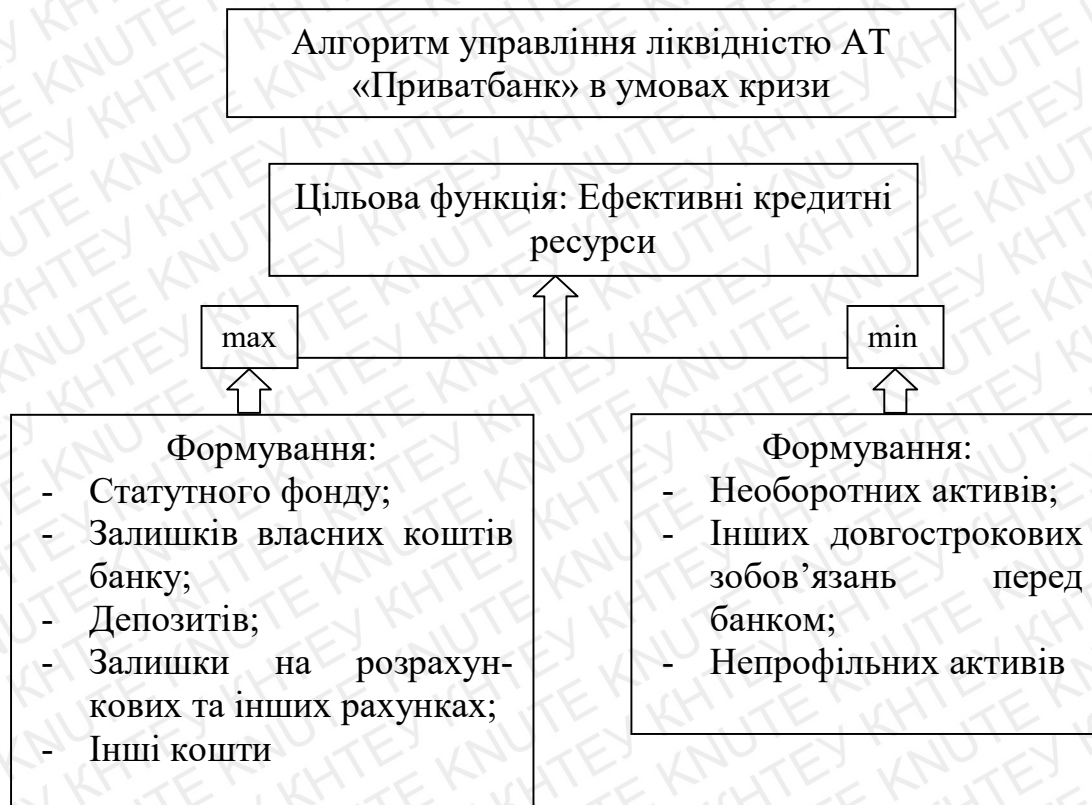 Алгоритм управління ліквідністю АТ
«Приватбанк» в умовах кризи
Цільова функція: Ефективні кредитні
ресурси
max
min
Формування:
- Статутного фонду;
- Залишків власних коштів
банку;
- Депозитів;
- Залишки на розрахун-
кових та інших рахунках;
- Інші кошти
Формування:
- Необоротних активів;
- Інших довгострокових
зобов’язань перед
банком;
- Непрофільних активів